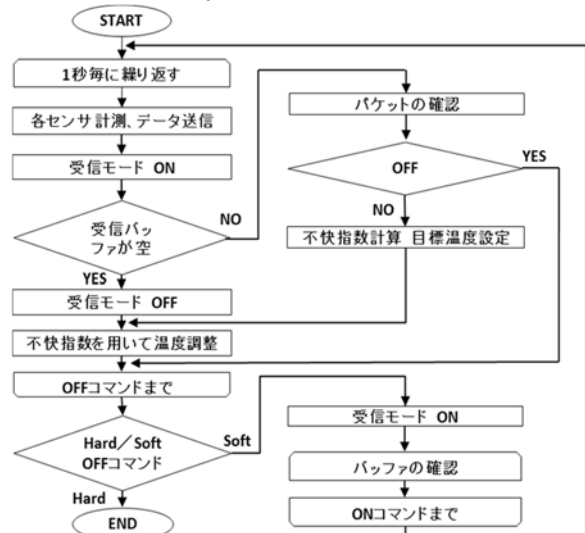 START
1秒毎に繰り返す
各センサ計測、データ送信
受信モード ON
受信バッ
ファが空
NO
YES
パケットの確認
OFF
YES
NO
不快指数計算 目標温度設定
受信モード OFF
不快指数を用いて温度調整
OFFコマンドまで
Hard/Soft
OFFコマンド
Soft
Hard
END
受信モード ON
バッファの確認
ONコマンドまで